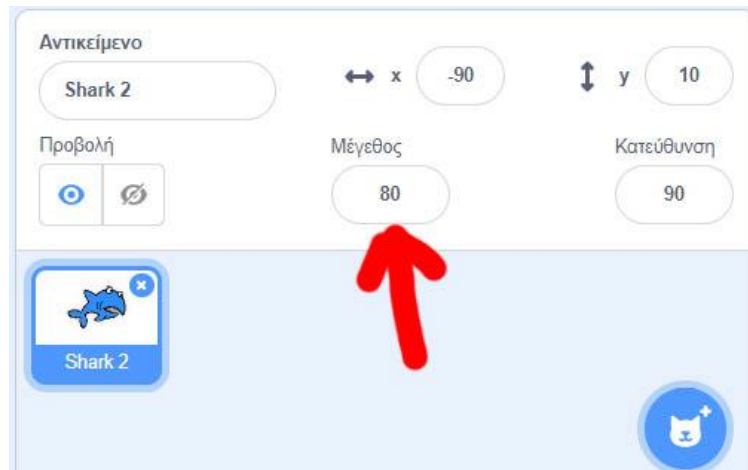 Αντικείμενο
Shark 2
x -90
y 10
Προβολή
Μέγεθος
Κατεύθυνση
80
90
Shark 2